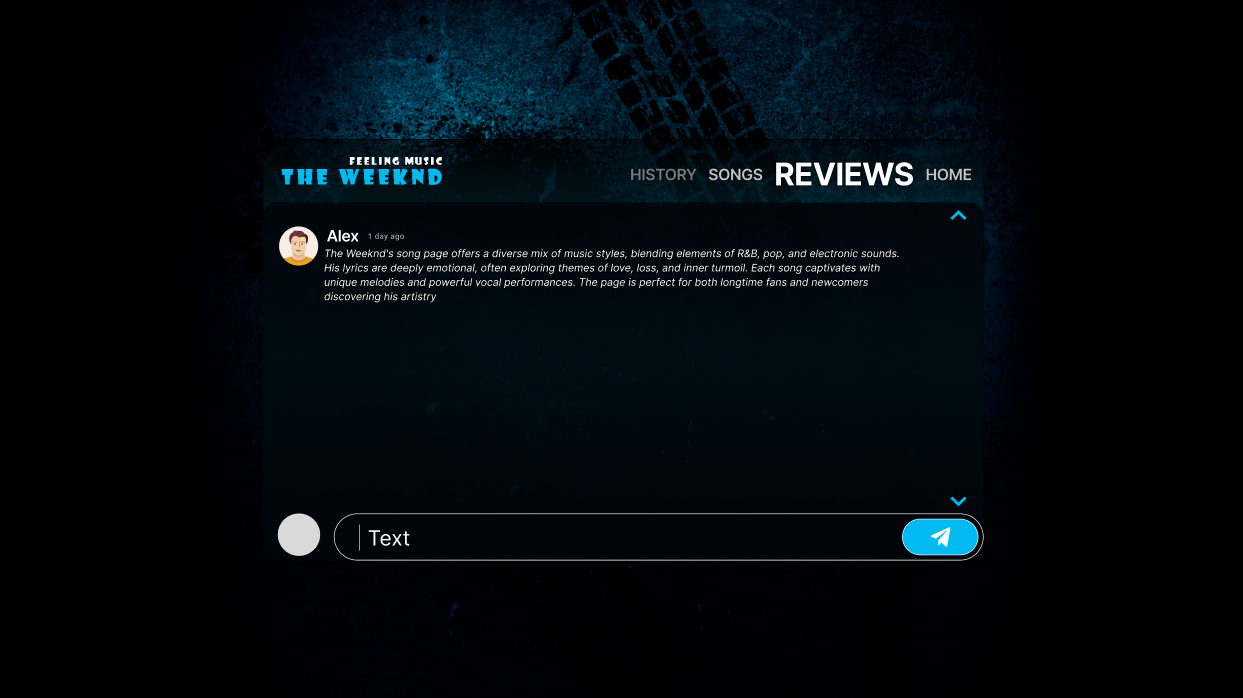 FEELING MUSIC
THE WEEKND
HISTORY SONGS REVIEWS HOME
Alex 1 day ago
The Weeknd's song page offers a diverse mix of music styles, blending elements of R&B, pop, and electronic sounds.
His lyrics are deeply emotional, often exploring themes of love, loss, and inner turmoil. Each song captivates with
unique melodies and powerful vocal performances. The page is perfect for both longtime fans and newcomers
discovering his artistry
Text